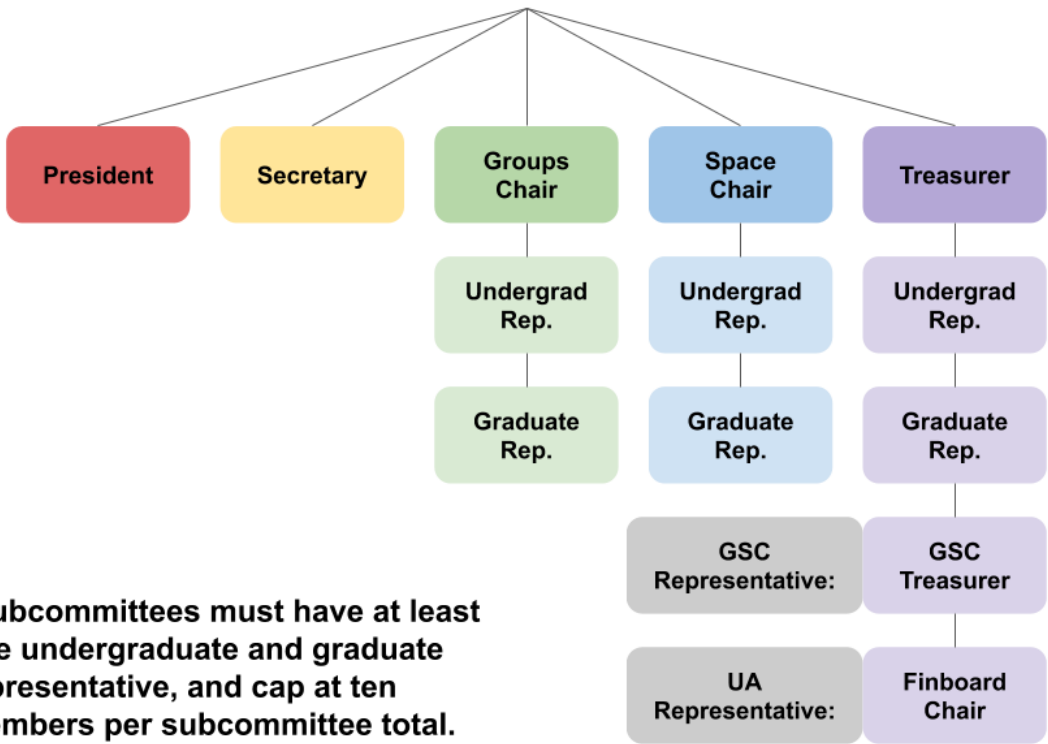 President
Secretary
Groups
Chair
Space
Chair
Treasurer
Undergrad
Rep.
Undergrad
Rep.
Undergrad
Rep.
Graduate
Rep.
Graduate
Rep.
Graduate
Rep.
GSC
Representative:
GSC
Treasurer
UA
Representative:
Finboard
Chair
ubcommittees must have at least
e undergraduate and graduate
presentative, and cap at ten
embers per subcommittee total.